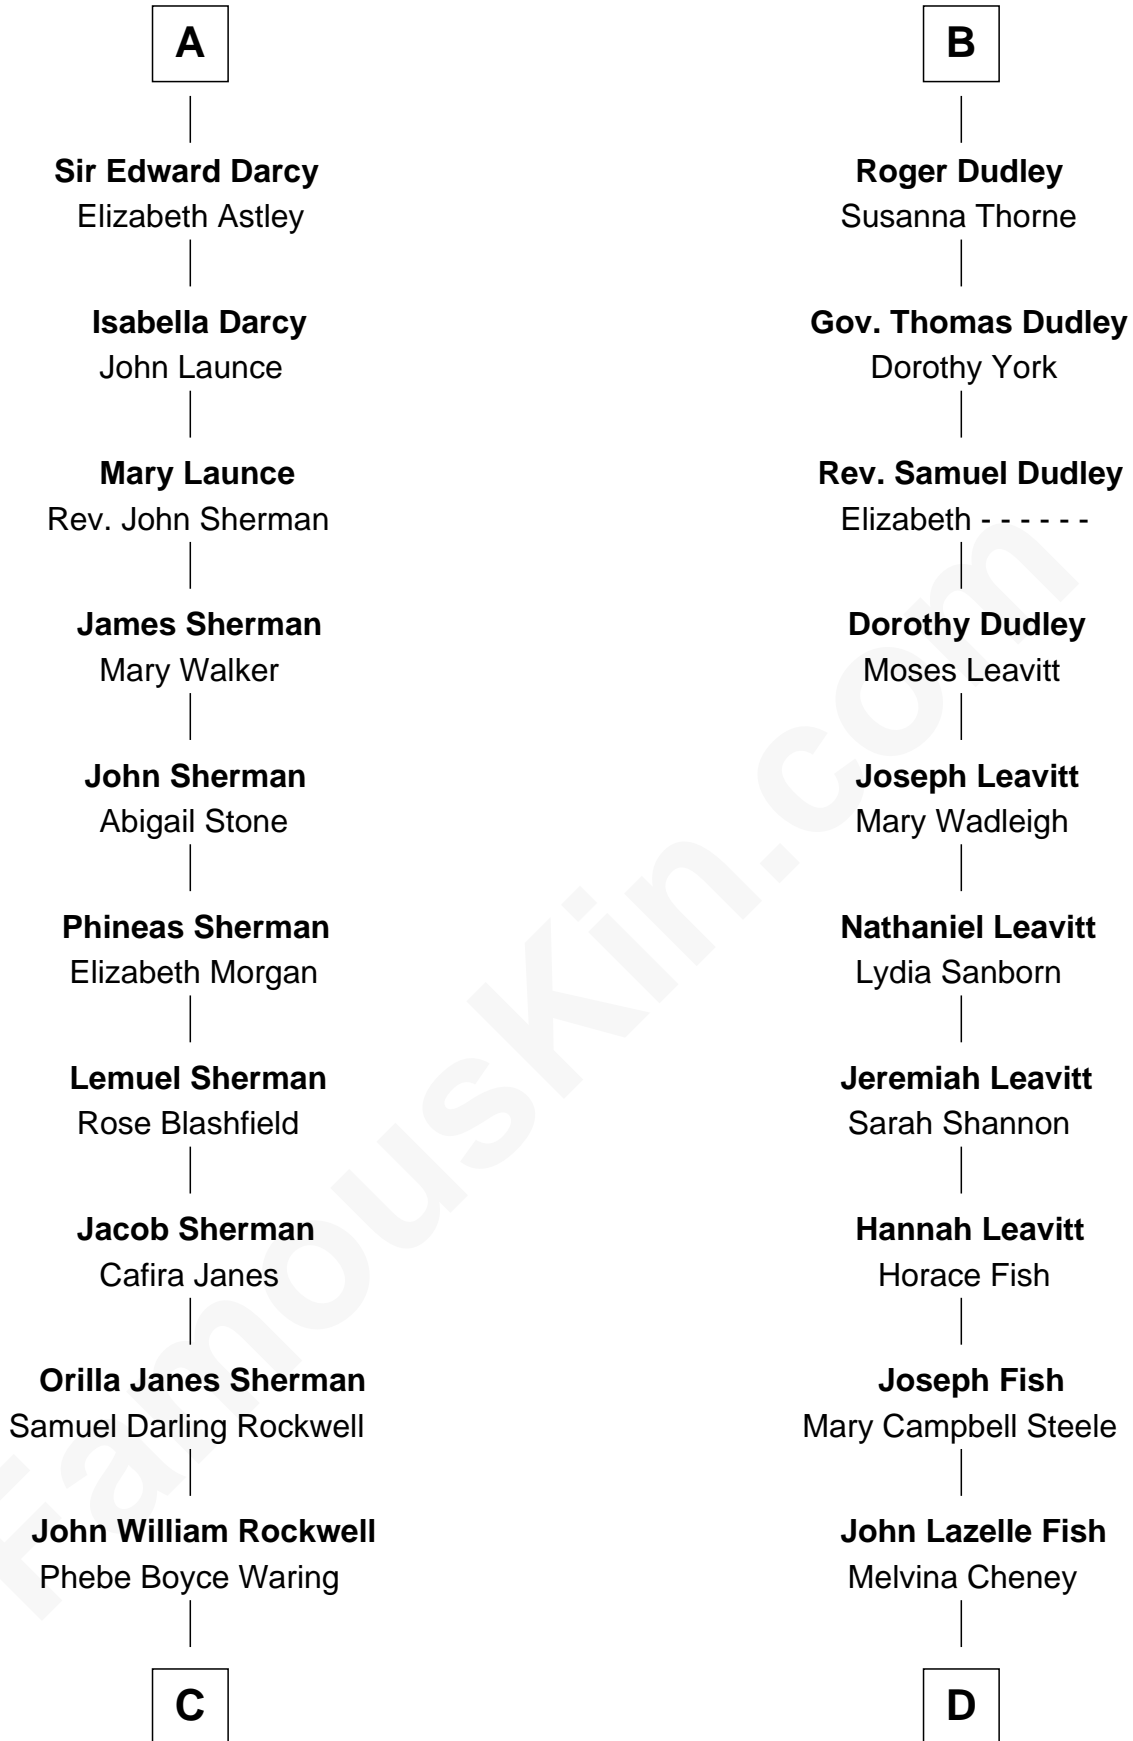 A
Sir Edward Darcy
Elizabeth Astley
Isabella Darcy
John Launce
Mary Launce
Rev. John Sherman
James Sherman
Mary Walker
John Sherman
Abigail Stone
Phineas Sherman
Elizabeth Morgan
Lemuel Sherman
Rose Blashfield
Jacob Sherman
Cafira Janes
Orilla Janes Sherman
Samuel Darling Rockwell
John William Rockwell
Phebe Boyce Waring
C
B
Roger Dudley
Susanna Thorne
Gov. Thomas Dudley
Dorothy York
Rev. Samuel Dudley
Elizabeth - - - - - -
Dorothy Dudley
Moses Leavitt
Joseph Leavitt
Mary Wadleigh
Nathaniel Leavitt
Lydia Sanborn
Jeremiah Leavitt
Sarah Shannon
Hannah Leavitt
Horace Fish
Joseph Fish
Mary Campbell Steele
John Lazelle Fish
Melvina Cheney
D
FamousKin.com